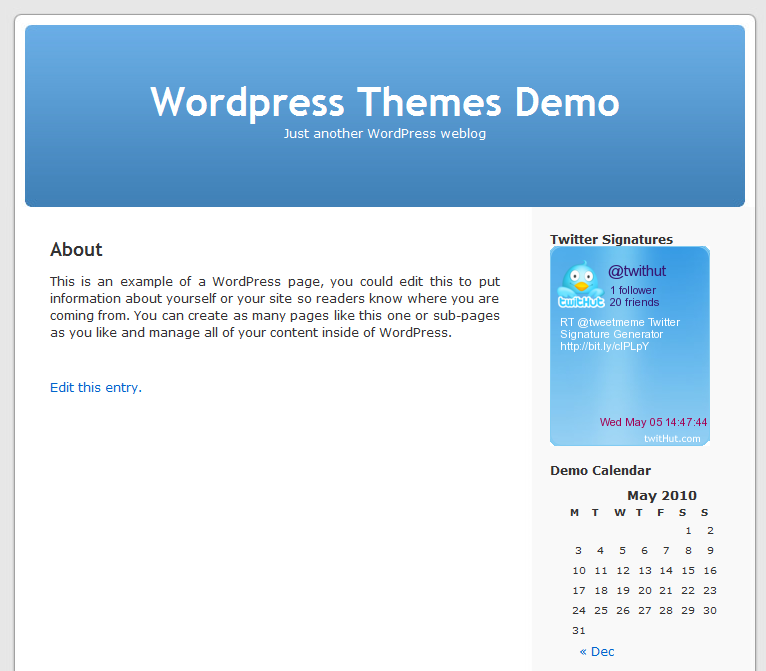 Wordpress Themes Demo
Just another WordPress weblog
About
This is an example of a WordPress page, you could edit this to put
information about yourself or your site so readers know where you are
coming from. You can create as many pages like this one or sub-pages
as you like and manage all of your content inside of WordPress.
Edit this entry.
Twitter Signatures
twitHut
@twithut
1 follower
20 friends
RT @tweetmeme Twitter
Signature Generator
http://bit.ly/cIPLpY
Wed May 05 14:47:44
twitHut.com
Demo Calendar
May 2010
M T W T F S S
1 2
3 4 5 6 7 8 9
10 11 12 13 14 15 16
17 18 19 20 21 22 23
24 25 26 27 28 29 30
31
« Dec